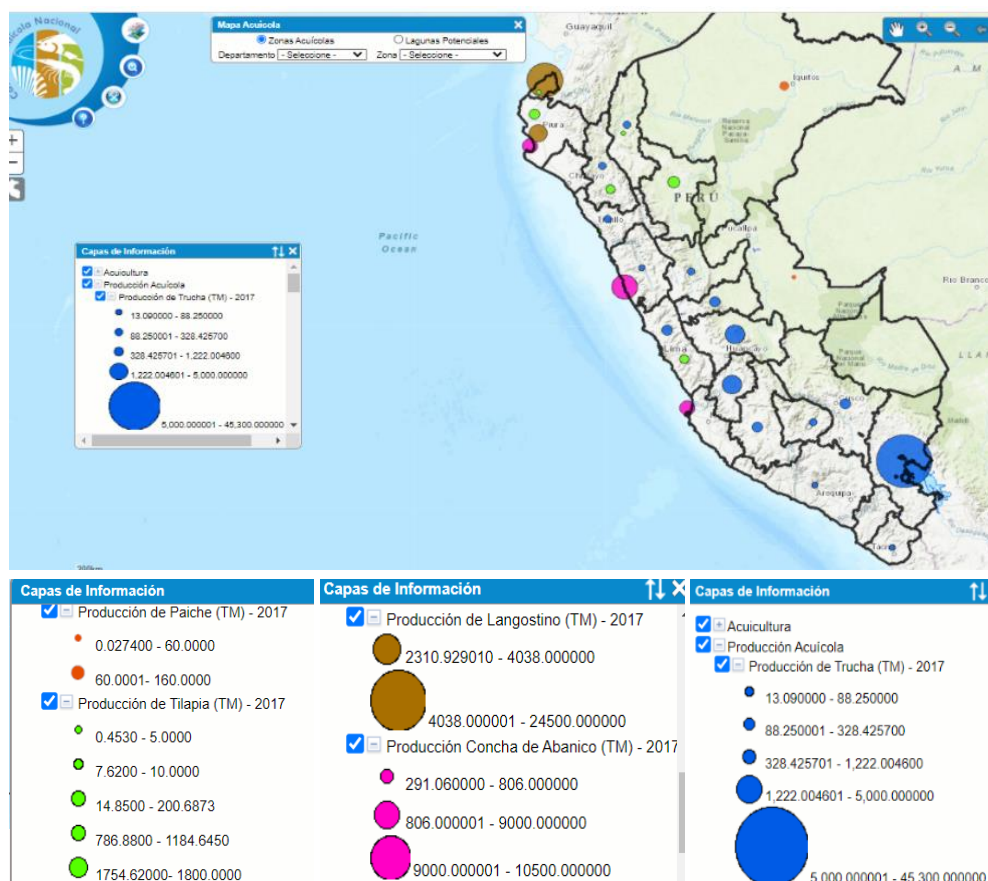 Mapa Acuícola
Zonas Acuícolas Lagunas Potenciales
Departamento - Seleccione - Zona - Seleccione -
Guayaquil
Iquitos
A M
Piura
Reserva
Nacional
Pacaya
Samiria
PERÚ
Trujillo
Pacific
Ocean
Rio Branco
Huancayo
Lima
Cusco
Arequipa
Tacna
LLA
200km
Capas de Información
Acuicultura
Producción Acuícola
Producción de Trucha (TM) - 2017
13.090000 - 88.250000
88.250001 - 328.425700
328.425701 - 1,222.004600
1,222.004601 - 5,000.000000
5,000.000001 - 45,300.000000
Capas de Información
Producción de Paiche (TM) - 2017
0.027400 - 60.0000
60.0001- 160.0000
Producción de Tilapia (TM) - 2017
0.4530 - 5.0000
7.6200 - 10.0000
14.8500 - 200.6873
786.8800 - 1184.6450
1754.62000- 1800.0000
Capas de Información
Producción de Langostino (TM) - 2017
2310.929010 - 4038.000000
4038.000001 - 24500.000000
Producción Concha de Abanico (TM) - 2017
291.060000 - 806.000000
806.000001 - 9000.000000
9000.000001 - 10500.000000
Capas de Información
Acuicultura
Producción Acuícola
Producción de Trucha (TM) - 2017
13.090000 - 88.250000
88.250001 - 328.425700
328.425701 - 1,222.004600
1,222.004601 - 5,000.000000
5,000.000001 - 45,300.000000